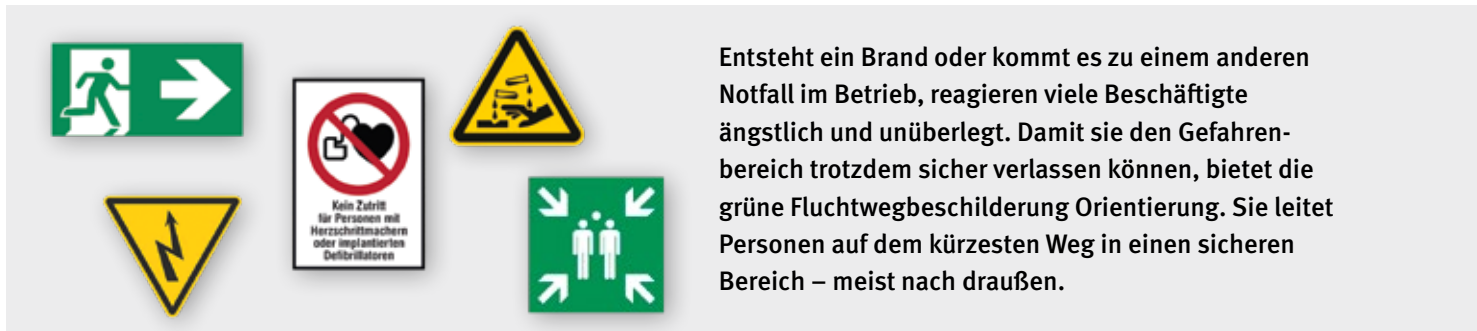 Kein Zutritt
für Personen mit
Herzschrittmachern
oder implantierten
Defibrillatoren
Entsteht ein Brand oder kommt es zu einem anderen
Notfall im Betrieb, reagieren viele Beschäftigte
ängstlich und unüberlegt. Damit sie den Gefahren-
bereich trotzdem sicher verlassen können, bietet die
grüne Fluchtwegbeschilderung Orientierung. Sie leitet
Personen auf dem kürzesten Weg in einen sicheren
Bereich – meist nach draußen.